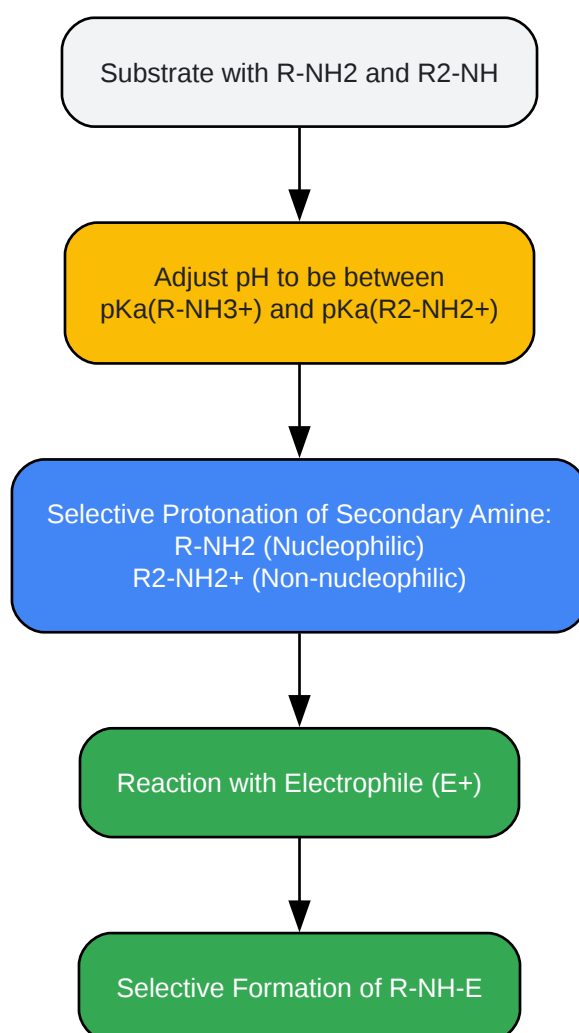 Substrate with R-NH2 and R2-NH
Adjust pH to be between
pKa(R-NH3+) and pKa(R2-NH2+)
Selective Protonation of Secondary Amine:
R-NH2 (Nucleophilic)
R2-NH2+ (Non-nucleophilic)
Reaction with Electrophile (E+)
Selective Formation of R-NH-E